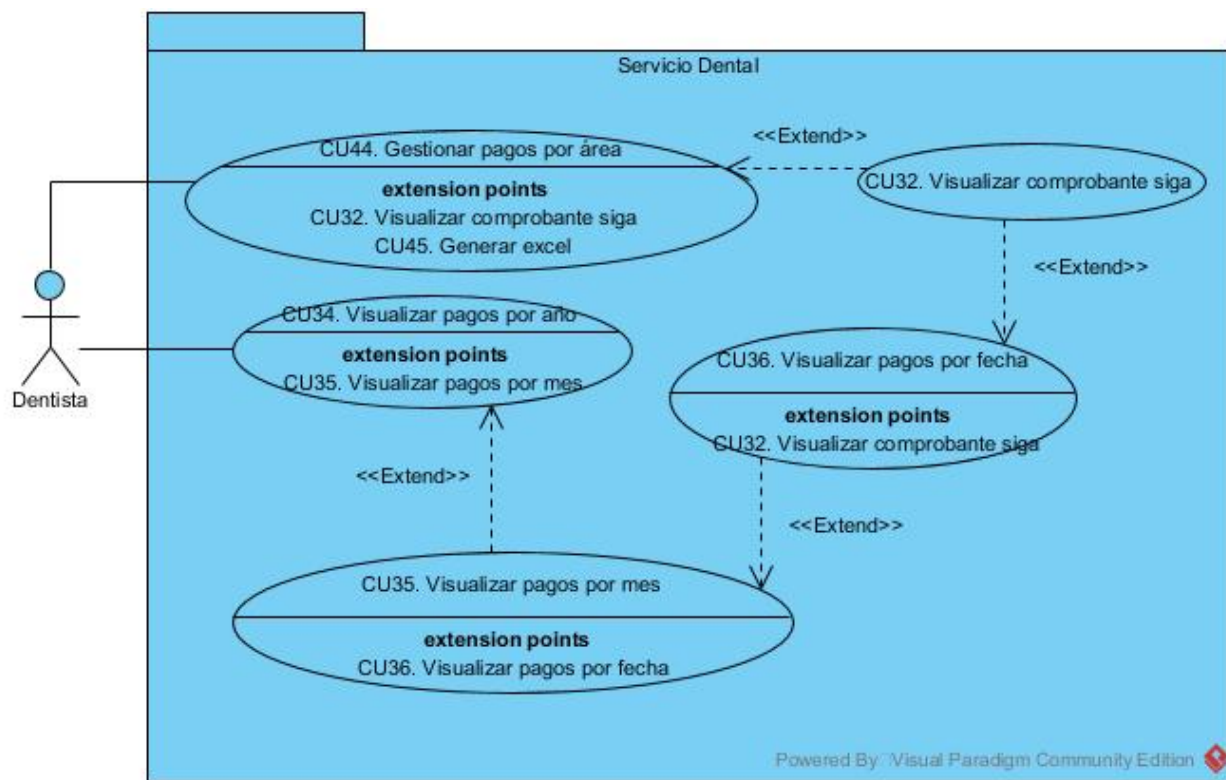 Servicio Dental
CU44. Gestionar pagos por área
extension points
CU32. Visualizar comprobante siga
CU45. Generar excel
<<Extend>>
CU32. Visualizar comprobante siga
<<Extend>>
Dentista
CU34. Visualizar pagos por año
extension points
CU35. Visualizar pagos por mes
CU36. Visualizar pagos por fecha
extension points
CU32. Visualizar comprobante siga
<<Extend>>
<<Extend>>
CU35. Visualizar pagos por mes
extension points
CU36. Visualizar pagos por fecha
Powered By Visual Paradigm Community Edition